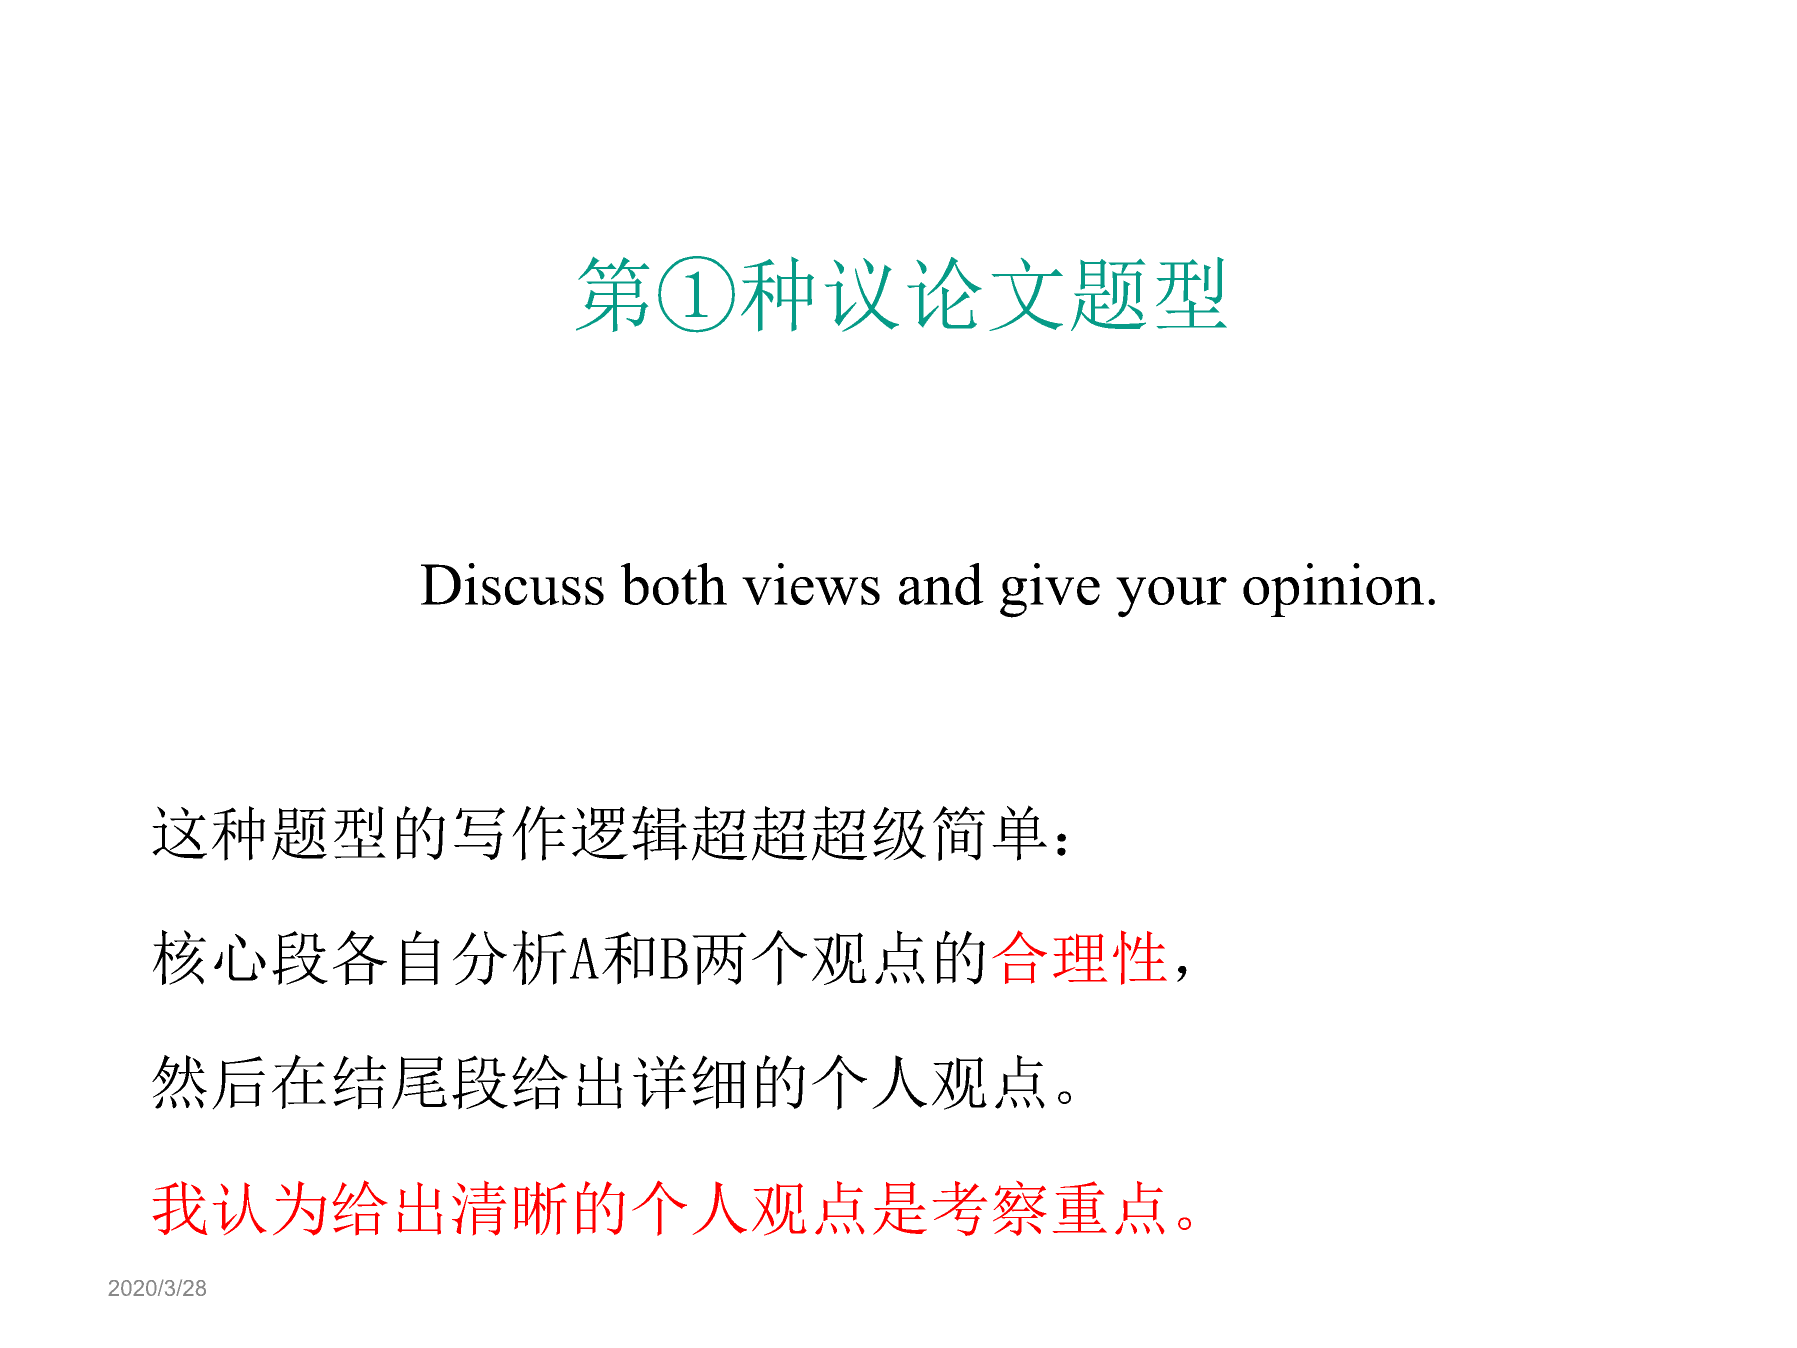 第①种议论文题型
Discuss both views and give your opinion.
这种题型的写作逻辑超超超级简单：
核心段各自分析A和B两个观点的合理性，
然后在结尾段给出详细的个人观点。
我认为给出清晰的个人观点是考察重点。
2020/3/28